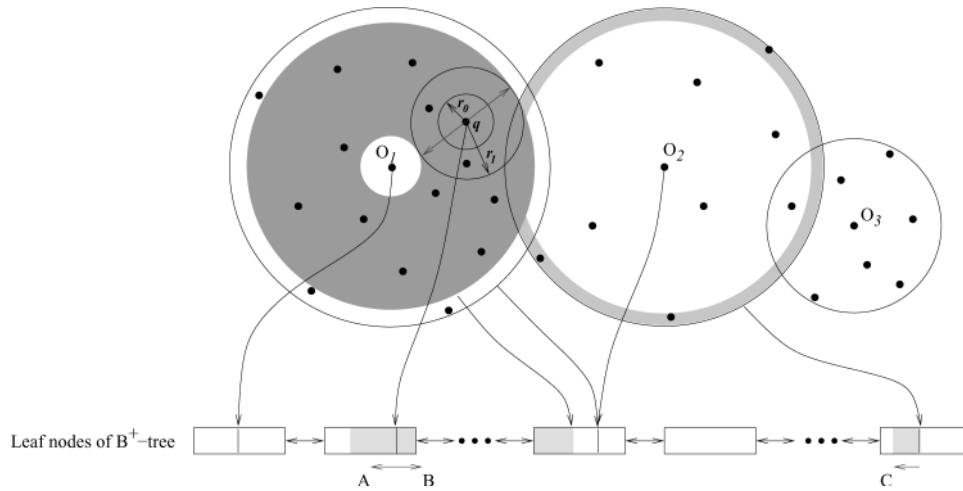 r0
q
O1
r1
O2
O3
Leaf nodes of B+−tree
A
B
C